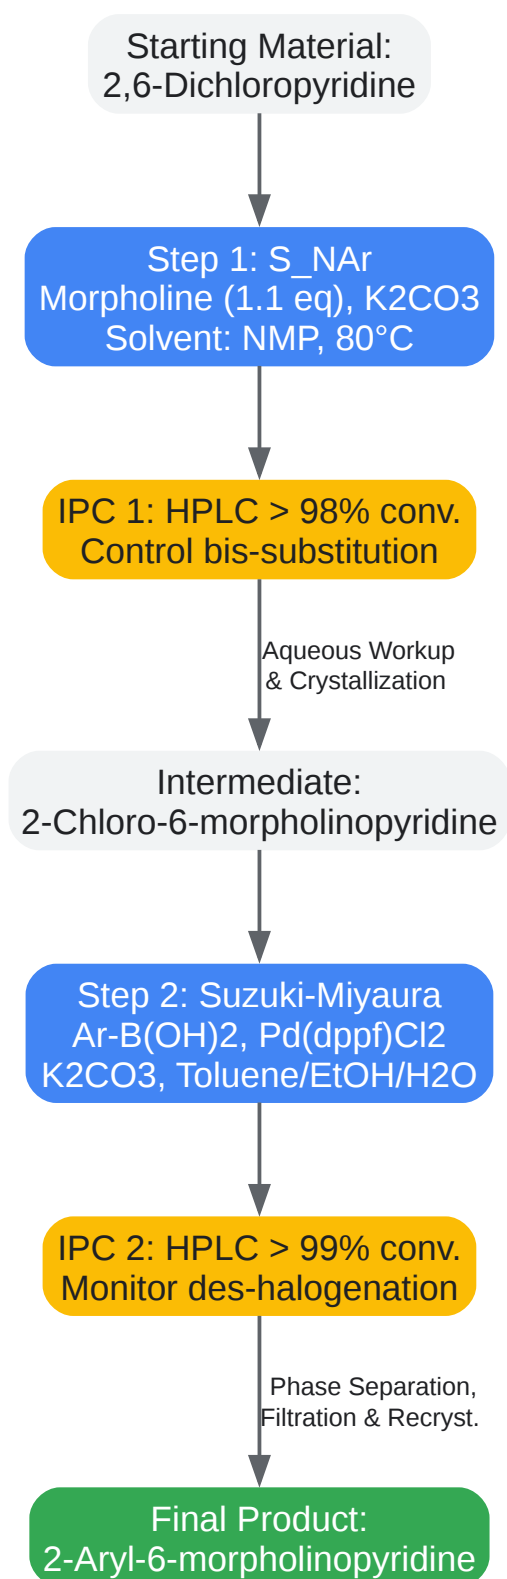 Starting Material:
2,6-Dichloropyridine
Step 1: S_NAr
Morpholine (1.1 eq), K2CO3
Solvent: NMP, 80°C
IPC 1: HPLC > 98% conv.
Control bis-substitution
Aqueous Workup
& Crystallization
Intermediate:
2-Chloro-6-morpholinopyridine
Step 2: Suzuki-Miyaura
Ar-B(OH)2, Pd(dppf)Cl2
K2CO3, Toluene/EtOH/H2O
IPC 2: HPLC > 99% conv.
Monitor des-halogenation
Phase Separation,
Filtration & Recryst.
Final Product:
2-Aryl-6-morpholinopyridine